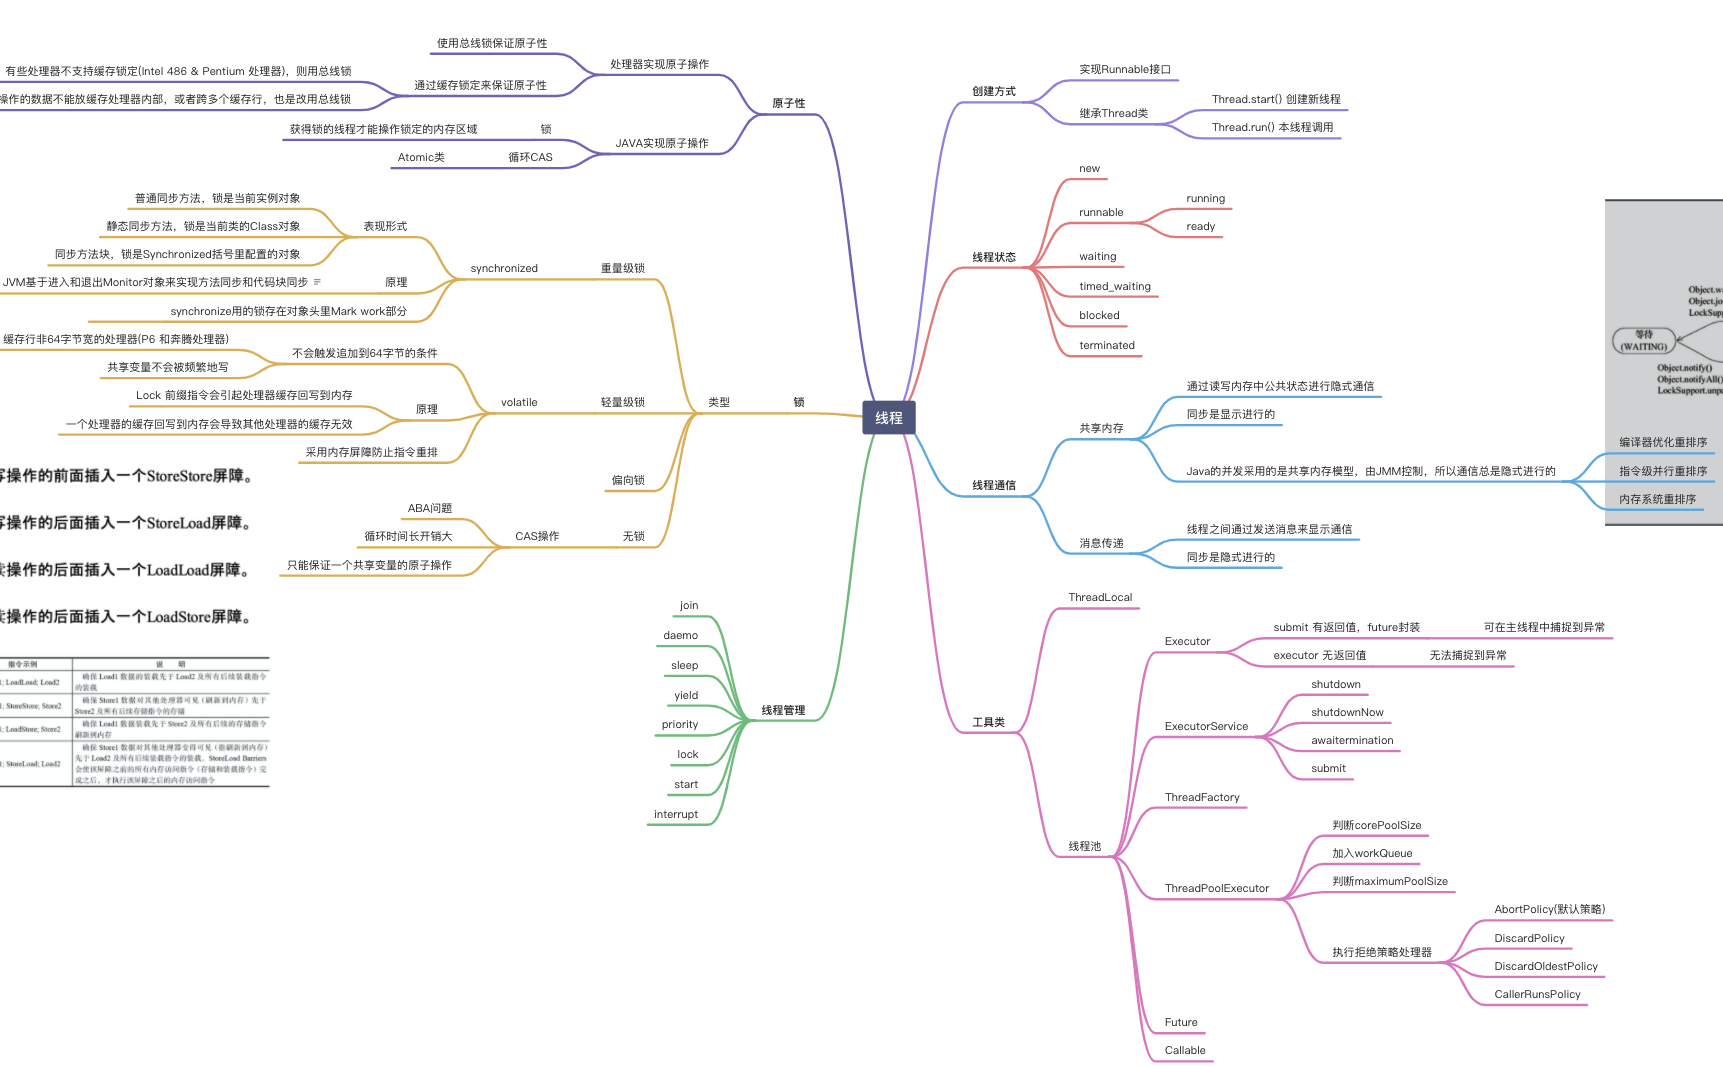 线程
原子性
处理器实现原子操作
使用总线锁保证原子性
通过缓存锁定来保证原子性
有些处理器不支持缓存锁定(Intel 486 & Pentium 处理器)，则用总线锁
操作的数据不能放缓存处理器内部，或者跨多个缓存行，也是改用总线锁
JAVA实现原子操作
锁
获得锁的线程才能操作锁定的内存区域
循环CAS
Atomic类
锁
类型
重量级锁
synchronized
表现形式
普通同步方法，锁是当前实例对象
静态同步方法，锁是当前类的Class对象
同步方法块，锁是Synchronized括号里配置的对象
原理
JVM基于进入和退出Monitor对象来实现方法同步和代码块同步
synchronize用的锁存在对象头里Mark work部分
轻量级锁
volatile
不会触发追加到64字节的条件
缓存行非64字节宽的处理器(P6 和奔腾处理器)
共享变量不会被频繁地写
原理
Lock 前缀指令会引起处理器缓存回写到内存
一个处理器的缓存回写到内存会导致其他处理器的缓存无效
采用内存屏障防止指令重排
写操作的前面插入一个StoreStore屏障。
写操作的后面插入一个StoreLoad屏障。
读操作的后面插入一个LoadLoad屏障。
读操作的后面插入一个LoadStore屏障。
指令示例
说 明
; LoadLoad; Load2
确保 Load1 数据的装载先于 Load2 及所有后续装载指令
的装载
; StoreStore; Store2
确保 Store1 数据对其他处理器可见（刷新到内存）先于
Store2 及所有后续存储指令的存储
; LoadStore; Store2
确保 Load1 数据装载先于 Store2 及所有后续的存储指令
刷新到内存
; StoreLoad; Load2
确保 Store1 数据对其他处理器变得可见（指刷新到内存）
先于 Load2 及所有后续装载指令的装载。StoreLoad Barriers
会使该屏障之前的所有内存访问指令（存储和装载指令）完
成之后，才执行该屏障之后的内存访问指令
偏向锁
无锁
CAS操作
ABA问题
循环时间长开销大
只能保证一个共享变量的原子操作
线程管理
join
daemo
sleep
yield
priority
lock
start
interrupt
创建方式
实现Runnable接口
继承Thread类
Thread.start() 创建新线程
Thread.run() 本线程调用
线程状态
new
runnable
running
ready
waiting
timed_waiting
blocked
terminated
Object.wa
Object.joi
LockSupp
等待
(WAITING)
Object.notify()
Object.notifyAll()
LockSupport.unpa
线程通信
共享内存
通过读写内存中公共状态进行隐式通信
同步是显示进行的
Java的并发采用的是共享内存模型，由JMM控制，所以通信总是隐式进行的
编译器优化重排序
指令级并行重排序
内存系统重排序
消息传递
线程之间通过发送消息来显示通信
同步是隐式进行的
工具类
ThreadLocal
线程池
Executor
submit 有返回值，future封装
可在主线程中捕捉到异常
executor 无返回值
无法捕捉到异常
ExecutorService
shutdown
shutdownNow
awaitermination
submit
ThreadFactory
ThreadPoolExecutor
判断corePoolSize
加入workQueue
判断maximumPoolSize
执行拒绝策略处理器
AbortPolicy(默认策略)
DiscardPolicy
DiscardOldestPolicy
CallerRunsPolicy
Future
Callable